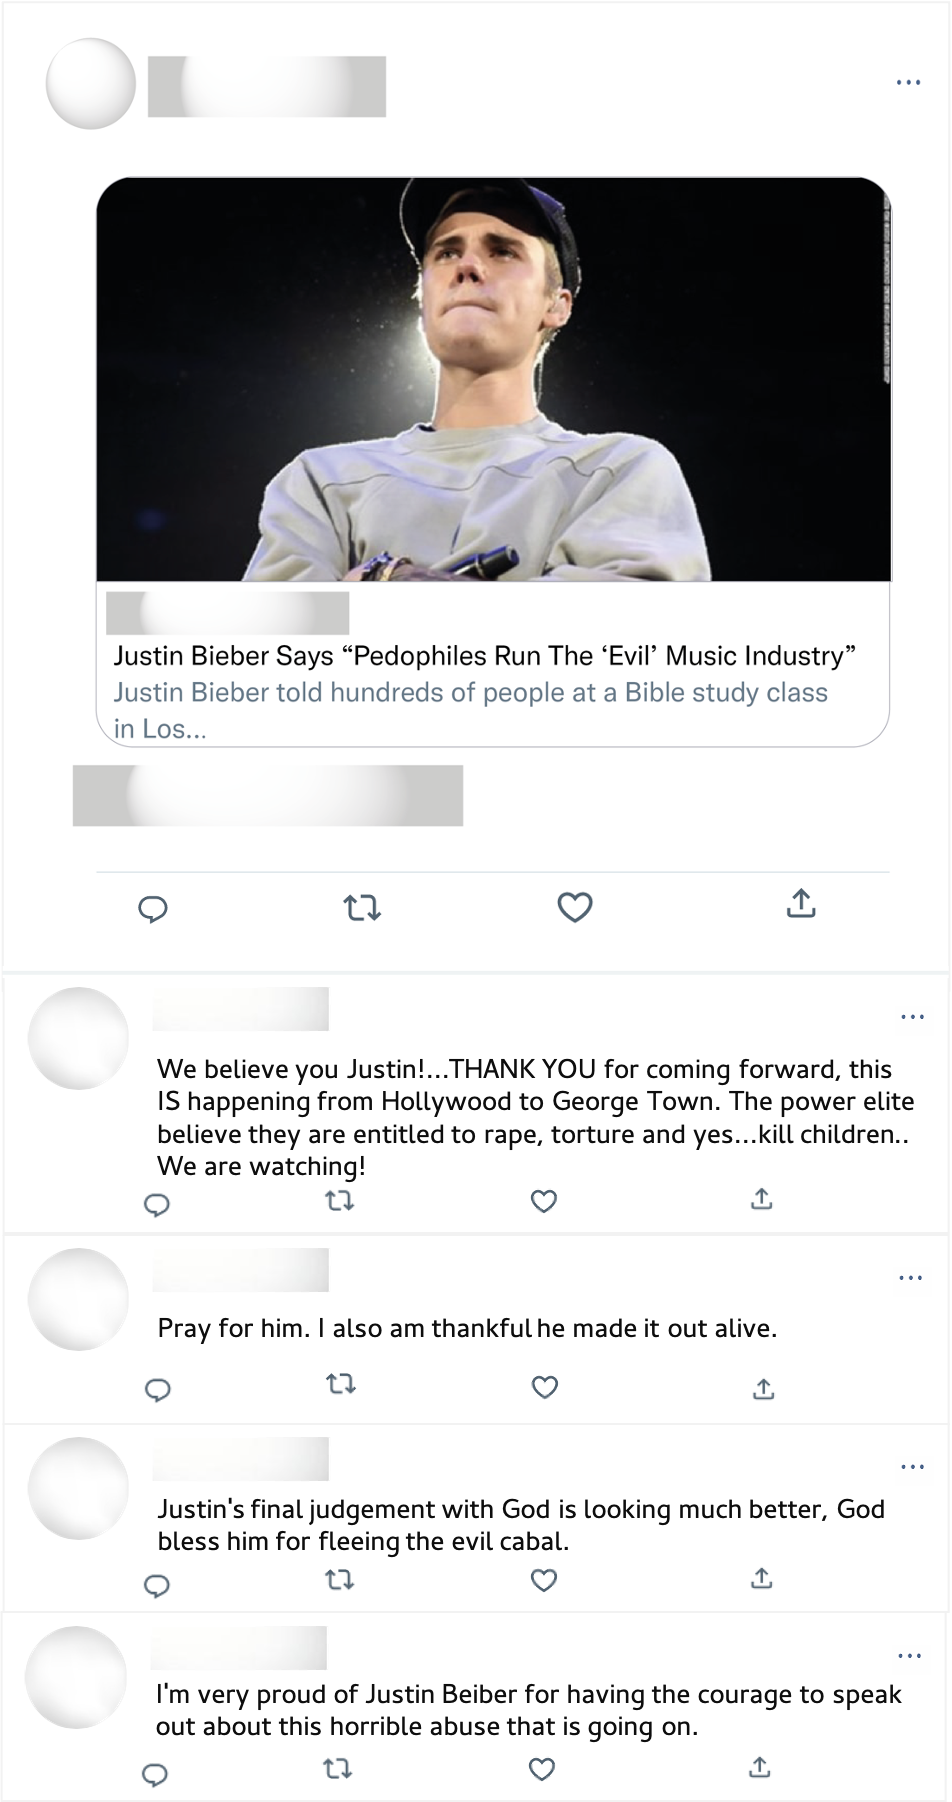 Justin Bieber Says “Pedophiles Run The ‘Evil’ Music Industry”
Justin Bieber told hundreds of people at a Bible study class
in Los...
We believe you Justin!...THANK YOU for coming forward, this
IS happening from Hollywood to George Town. The power elite
believe they are entitled to rape, torture and yes...kill children..
We are watching!
Pray for him. I also am thankful he made it out alive.
Justin's final judgement with God is looking much better, God
bless him for fleeing the evil cabal.
I'm very proud of Justin Beiber for having the courage to speak
out about this horrible abuse that is going on.